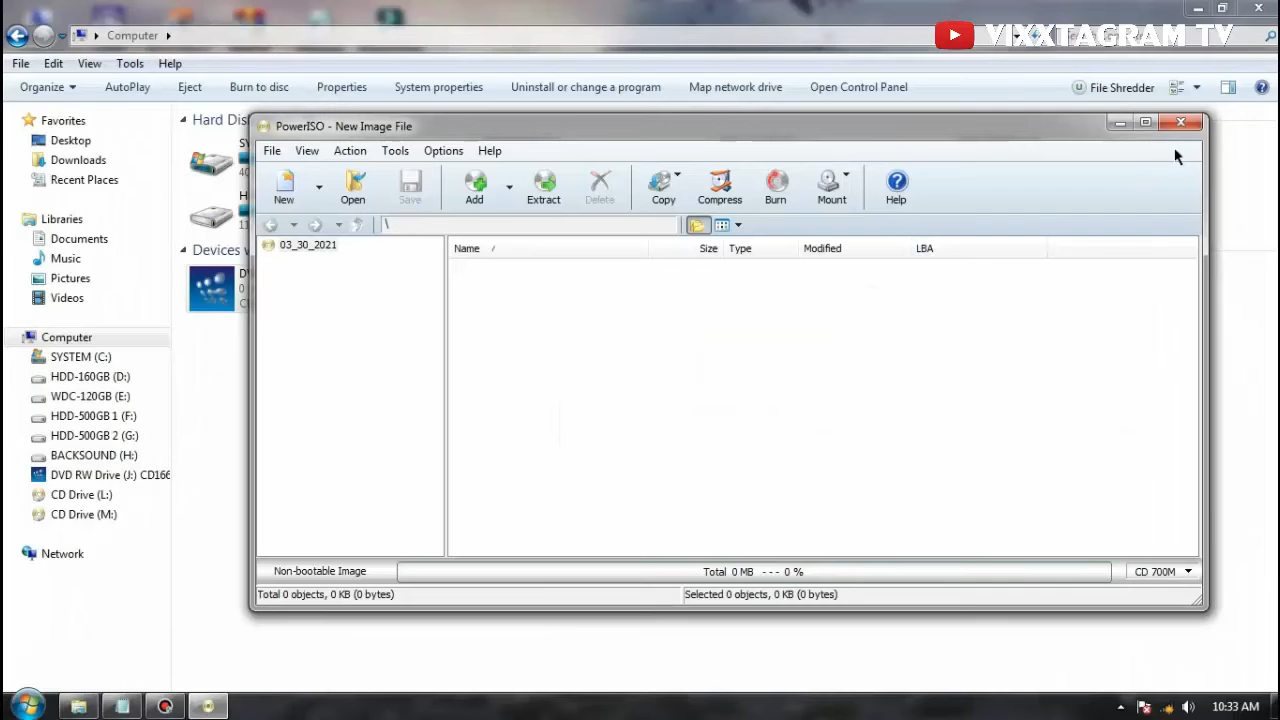 Computer
VIXXTAGRAM TV
File Edit View Tools Help
Organize AutoPlay Eject Burn to disc Properties System properties Uninstall or change a program Map network drive Open Control Panel File Shredder
Favorites
Desktop
Downloads
Recent Places
Libraries
Documents
Music
Pictures
Videos
Computer
SYSTEM (C:)
HDD-160GB (D:)
WDC-120GB (E:)
HDD-500GB 1 (F:)
HDD-500GB 2 (G:)
BACKSOUND (H:)
DVD RW Drive (J:) CD166
CD Drive (L:)
CD Drive (M:)
Network
Hard Dis
Devices v
PowerISO - New Image File
File View Action Tools Options Help
New Open Save Add Extract Delete Copy Compress Burn Mount Help
\
03_30_2021
Name / Size Type Modified LBA
Non-bootable Image Total 0 MB --- 0 % CD 700M
Total 0 objects, 0 KB (0 bytes) Selected 0 objects, 0 KB (0 bytes)
10:33 AM